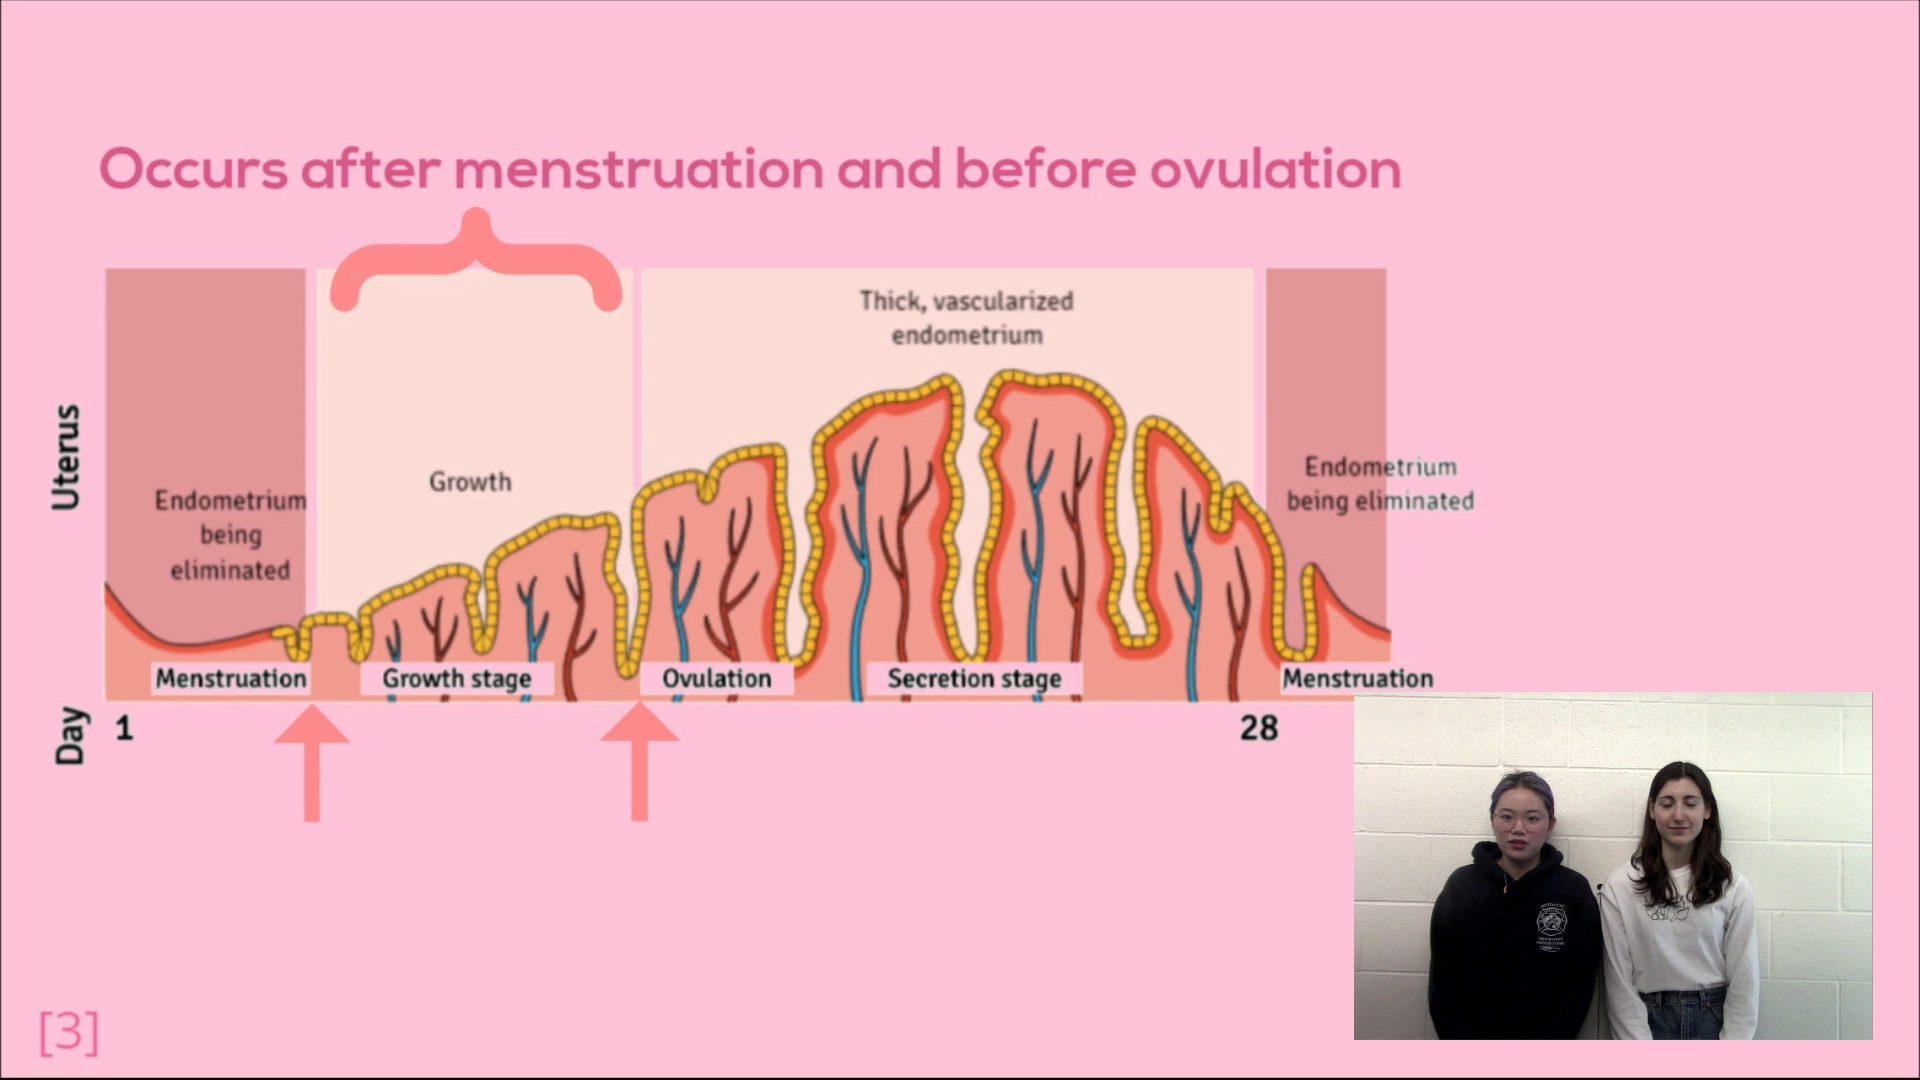 Occurs after menstruation and before ovulation
Uterus
Endometrium
being
eliminated
Growth
Thick, vascularized
endometrium
Endometrium
being eliminated
Menstruation
Growth stage
Ovulation
Secretion stage
Menstruation
Day
1
28
[3]